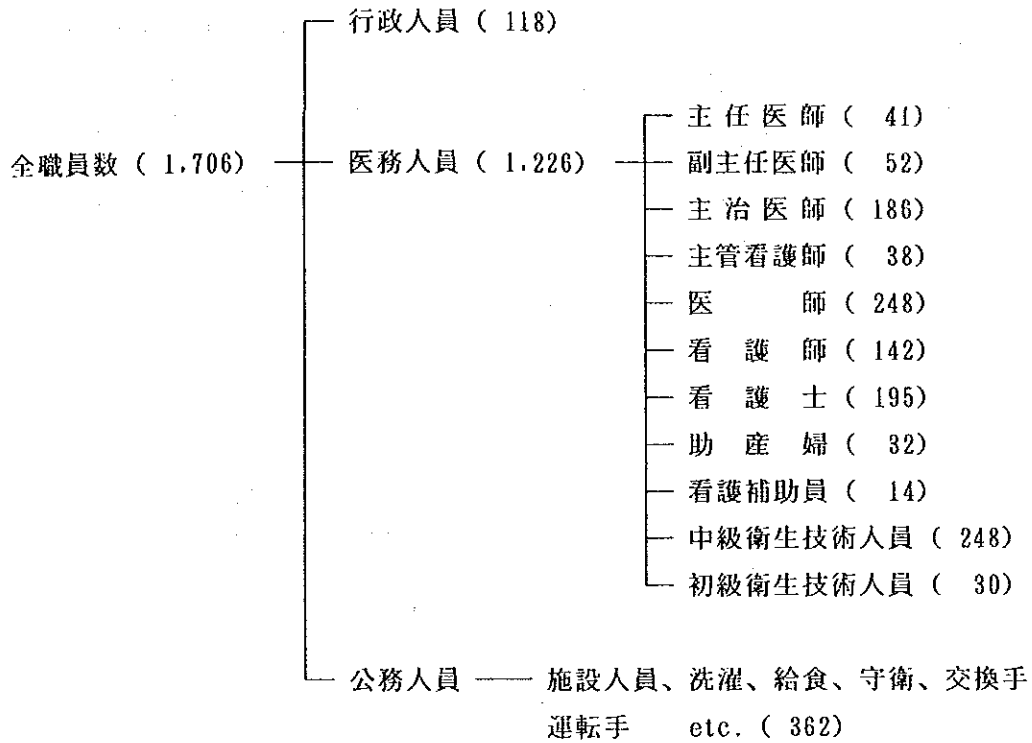 行政人員 ( 118)
全職員数 ( 1,706)
医務人員 ( 1,226)
主任医師 ( 41)
副主任医師 ( 52)
主治医師 ( 186)
主管看護師 ( 38)
医師 ( 248)
看護師 ( 142)
看護士 ( 195)
助産婦 ( 32)
看護補助員 ( 14)
中級衛生技術人員 ( 248)
初級衛生技術人員 ( 30)
公務人員
施設人員、洗濯、給食、守衛、交換手
運転手 etc. ( 362)